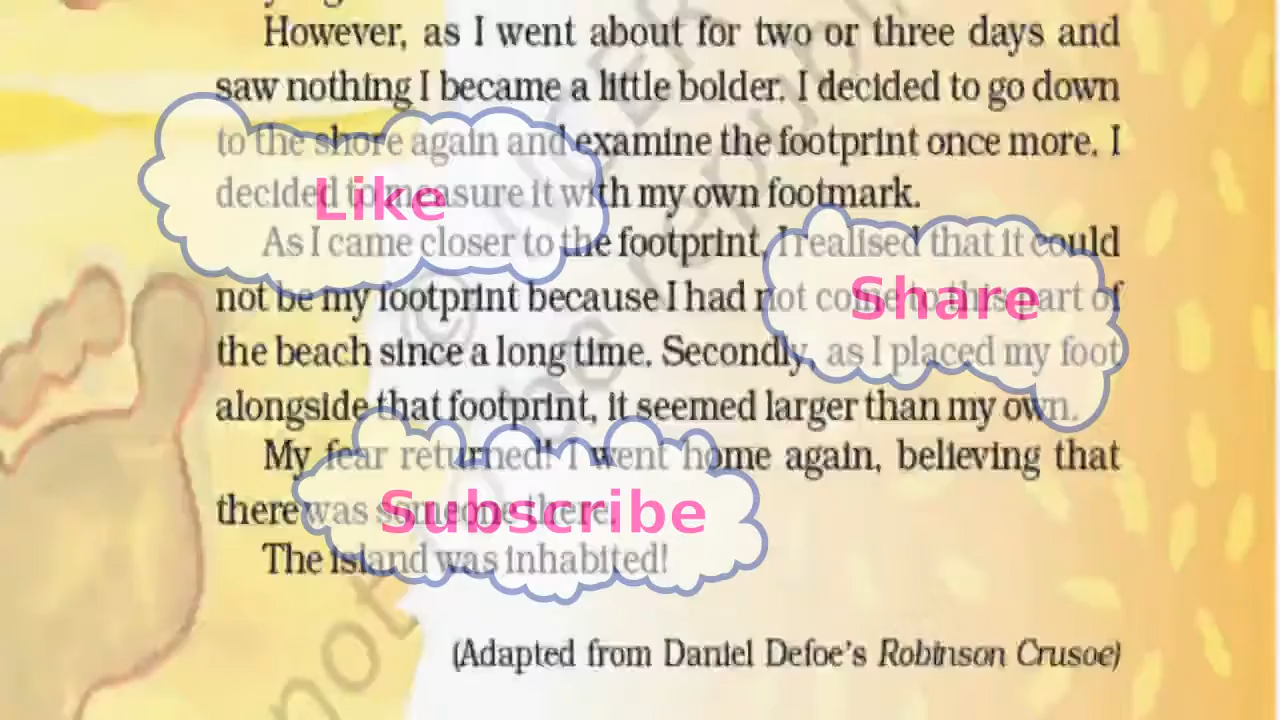 However, as I went about for two or three days and
saw nothing I became a little bolder. I decided to go down
to the shore again and examine the footprint once more. I
decided to measure it with my own footmark.
Like
As I came closer to the footprint, I realised that it could
not be my footprint because I had not come to this part of
Share
the beach since a long time. Secondly, as I placed my foot
alongside that footprint, it seemed larger than my own.
My fear returned! I went home again, believing that
there was someone there.
Subscribe
The island was inhabited!
(Adapted from Daniel Defoe's Robinson Crusoe)
© NCER
not
republi